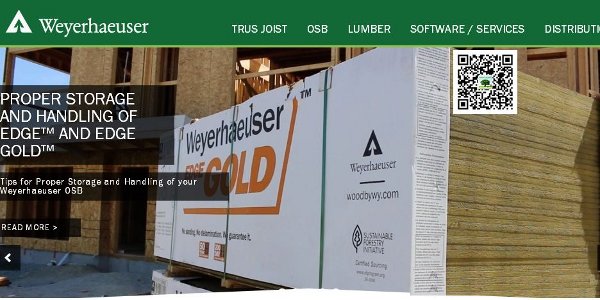 Weyerhaeuser
TRUS JOIST OSB LUMBER SOFTWARE / SERVICES DISTRIBUTI
PROPER STORAGE
AND HANDLING OF
EDGE™ AND EDGE
GOLD™
Tips for Proper Storage and Handling of your
Weyerhaeuser OSB
READ MORE >
Weyerhaeuser™
EDGE
GOLD
No sanding. No delamination. We guarantee it.
Weyerhaeuser
woodbywy.com
SUSTAINABLE
FORESTRY
INITIATIVE
Certified Sourcing